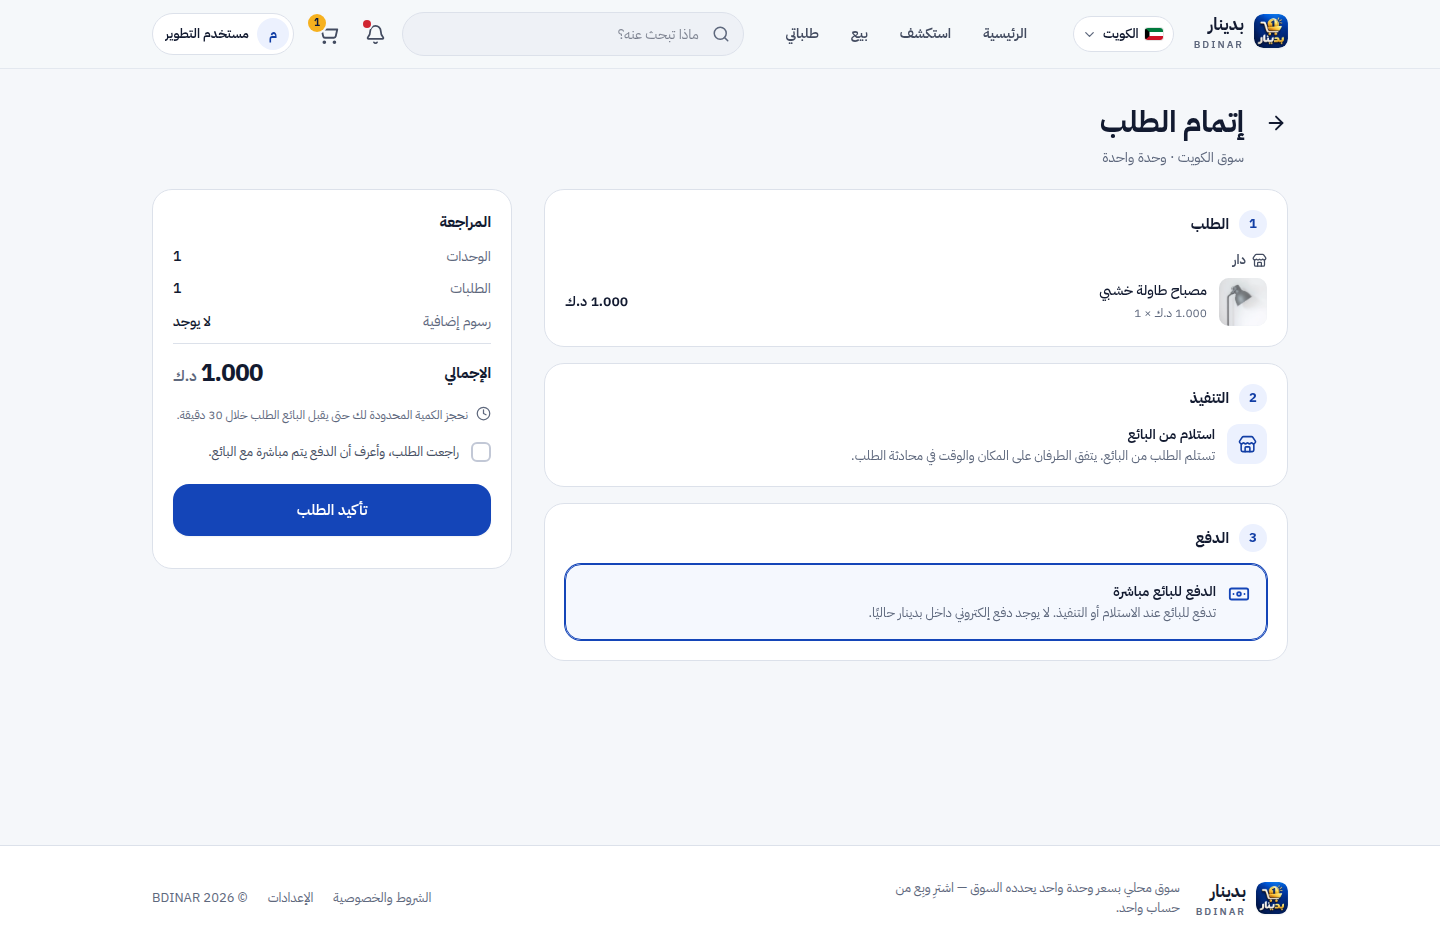 بدينار
BDINAR
الكويت
الرئيسية
استكشف
بيع
طلباتي
ماذا تبحث عنه؟
1
م
مستخدم التطوير
إتمام الطلب
سوق الكويت · وحدة واحدة
1
الطلب
دار
مصباح طاولة خشبي
1.000 د.ك × 1
1.000 د.ك
2
التنفيذ
استلام من البائع
تستلم الطلب من البائع. يتفق الطرفان على المكان والوقت في محادثة الطلب.
3
الدفع
الدفع للبائع مباشرة
تدفع للبائع عند الاستلام أو التنفيذ. لا يوجد دفع إلكتروني داخل بدينار حاليًا.
المراجعة
الوحدات 1
الطلبات 1
رسوم إضافية لا يوجد
الإجمالي 1.000 د.ك
نحجز الكمية المحدودة لك حتى يقبل البائع الطلب خلال 30 دقيقة.
راجعت الطلب، وأعرف أن الدفع يتم مباشرة مع البائع.
تأكيد الطلب
بدينار
BDINAR
سوق محلي بسعر وحدة واحد يحدده السوق — اشترِ وبِع من
حساب واحد.
الشروط والخصوصية
الإعدادات
© 2026 BDINAR